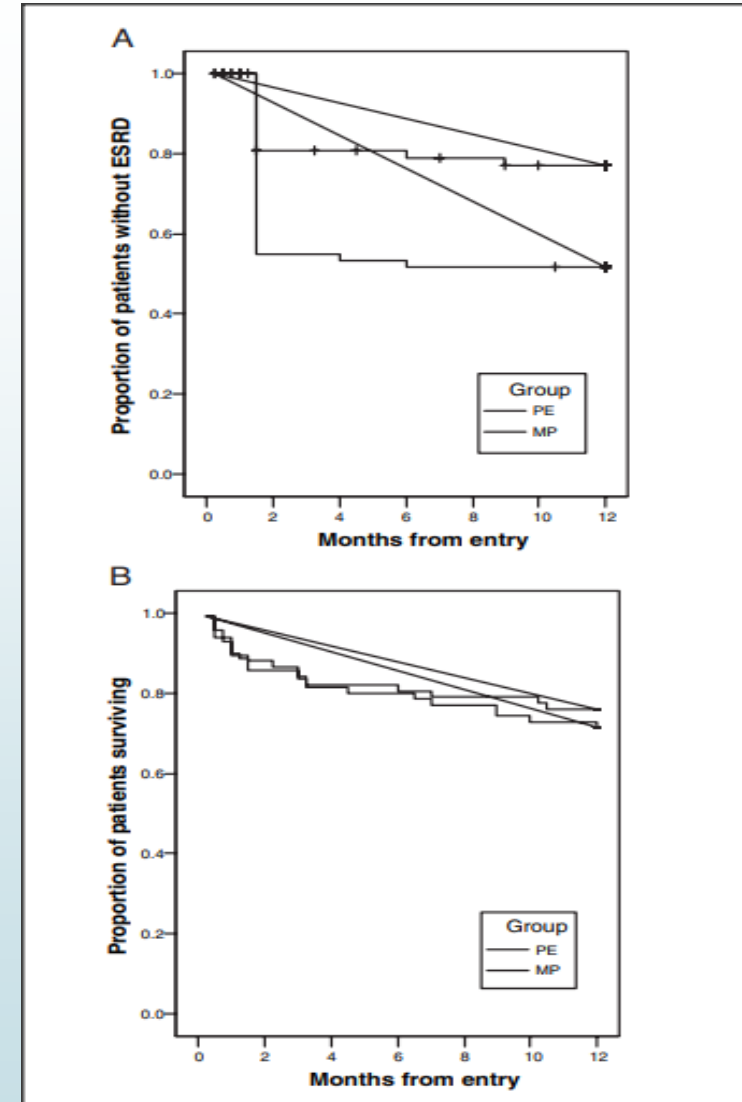 A
Proportion of patients without ESRD
1.0
0.8
0.6
0.4
0.2
0.0
Group
PE
MP
0 2 4 6 8 10 12
Months from entry
B
Proportion of patients surviving
1.0
0.8
0.6
0.4
0.2
0.0
Group
PE
MP
0 2 4 6 8 10 12
Months from entry